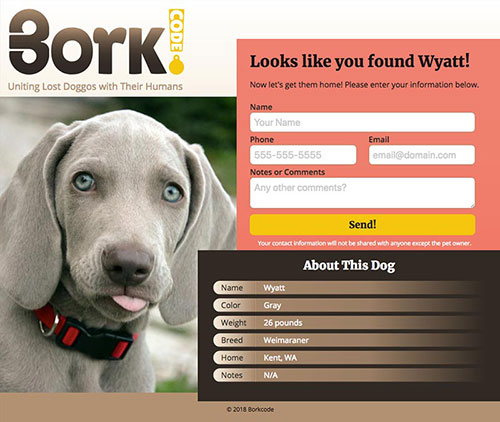 Bork! CODE
Uniting Lost Doggos with Their Humans
Looks like you found Wyatt!
Now let's get them home! Please enter your information below.
Name
Your Name
Phone Email
555-555-5555 email@domain.com
Notes or Comments
Any other comments?
Send!
Your contact information will not be shared with anyone except the pet owner.
About This Dog
Name Wyatt
Color Gray
Weight 26 pounds
Breed Weimaraner
Home Kent, WA
Notes N/A
© 2018 Borkcode